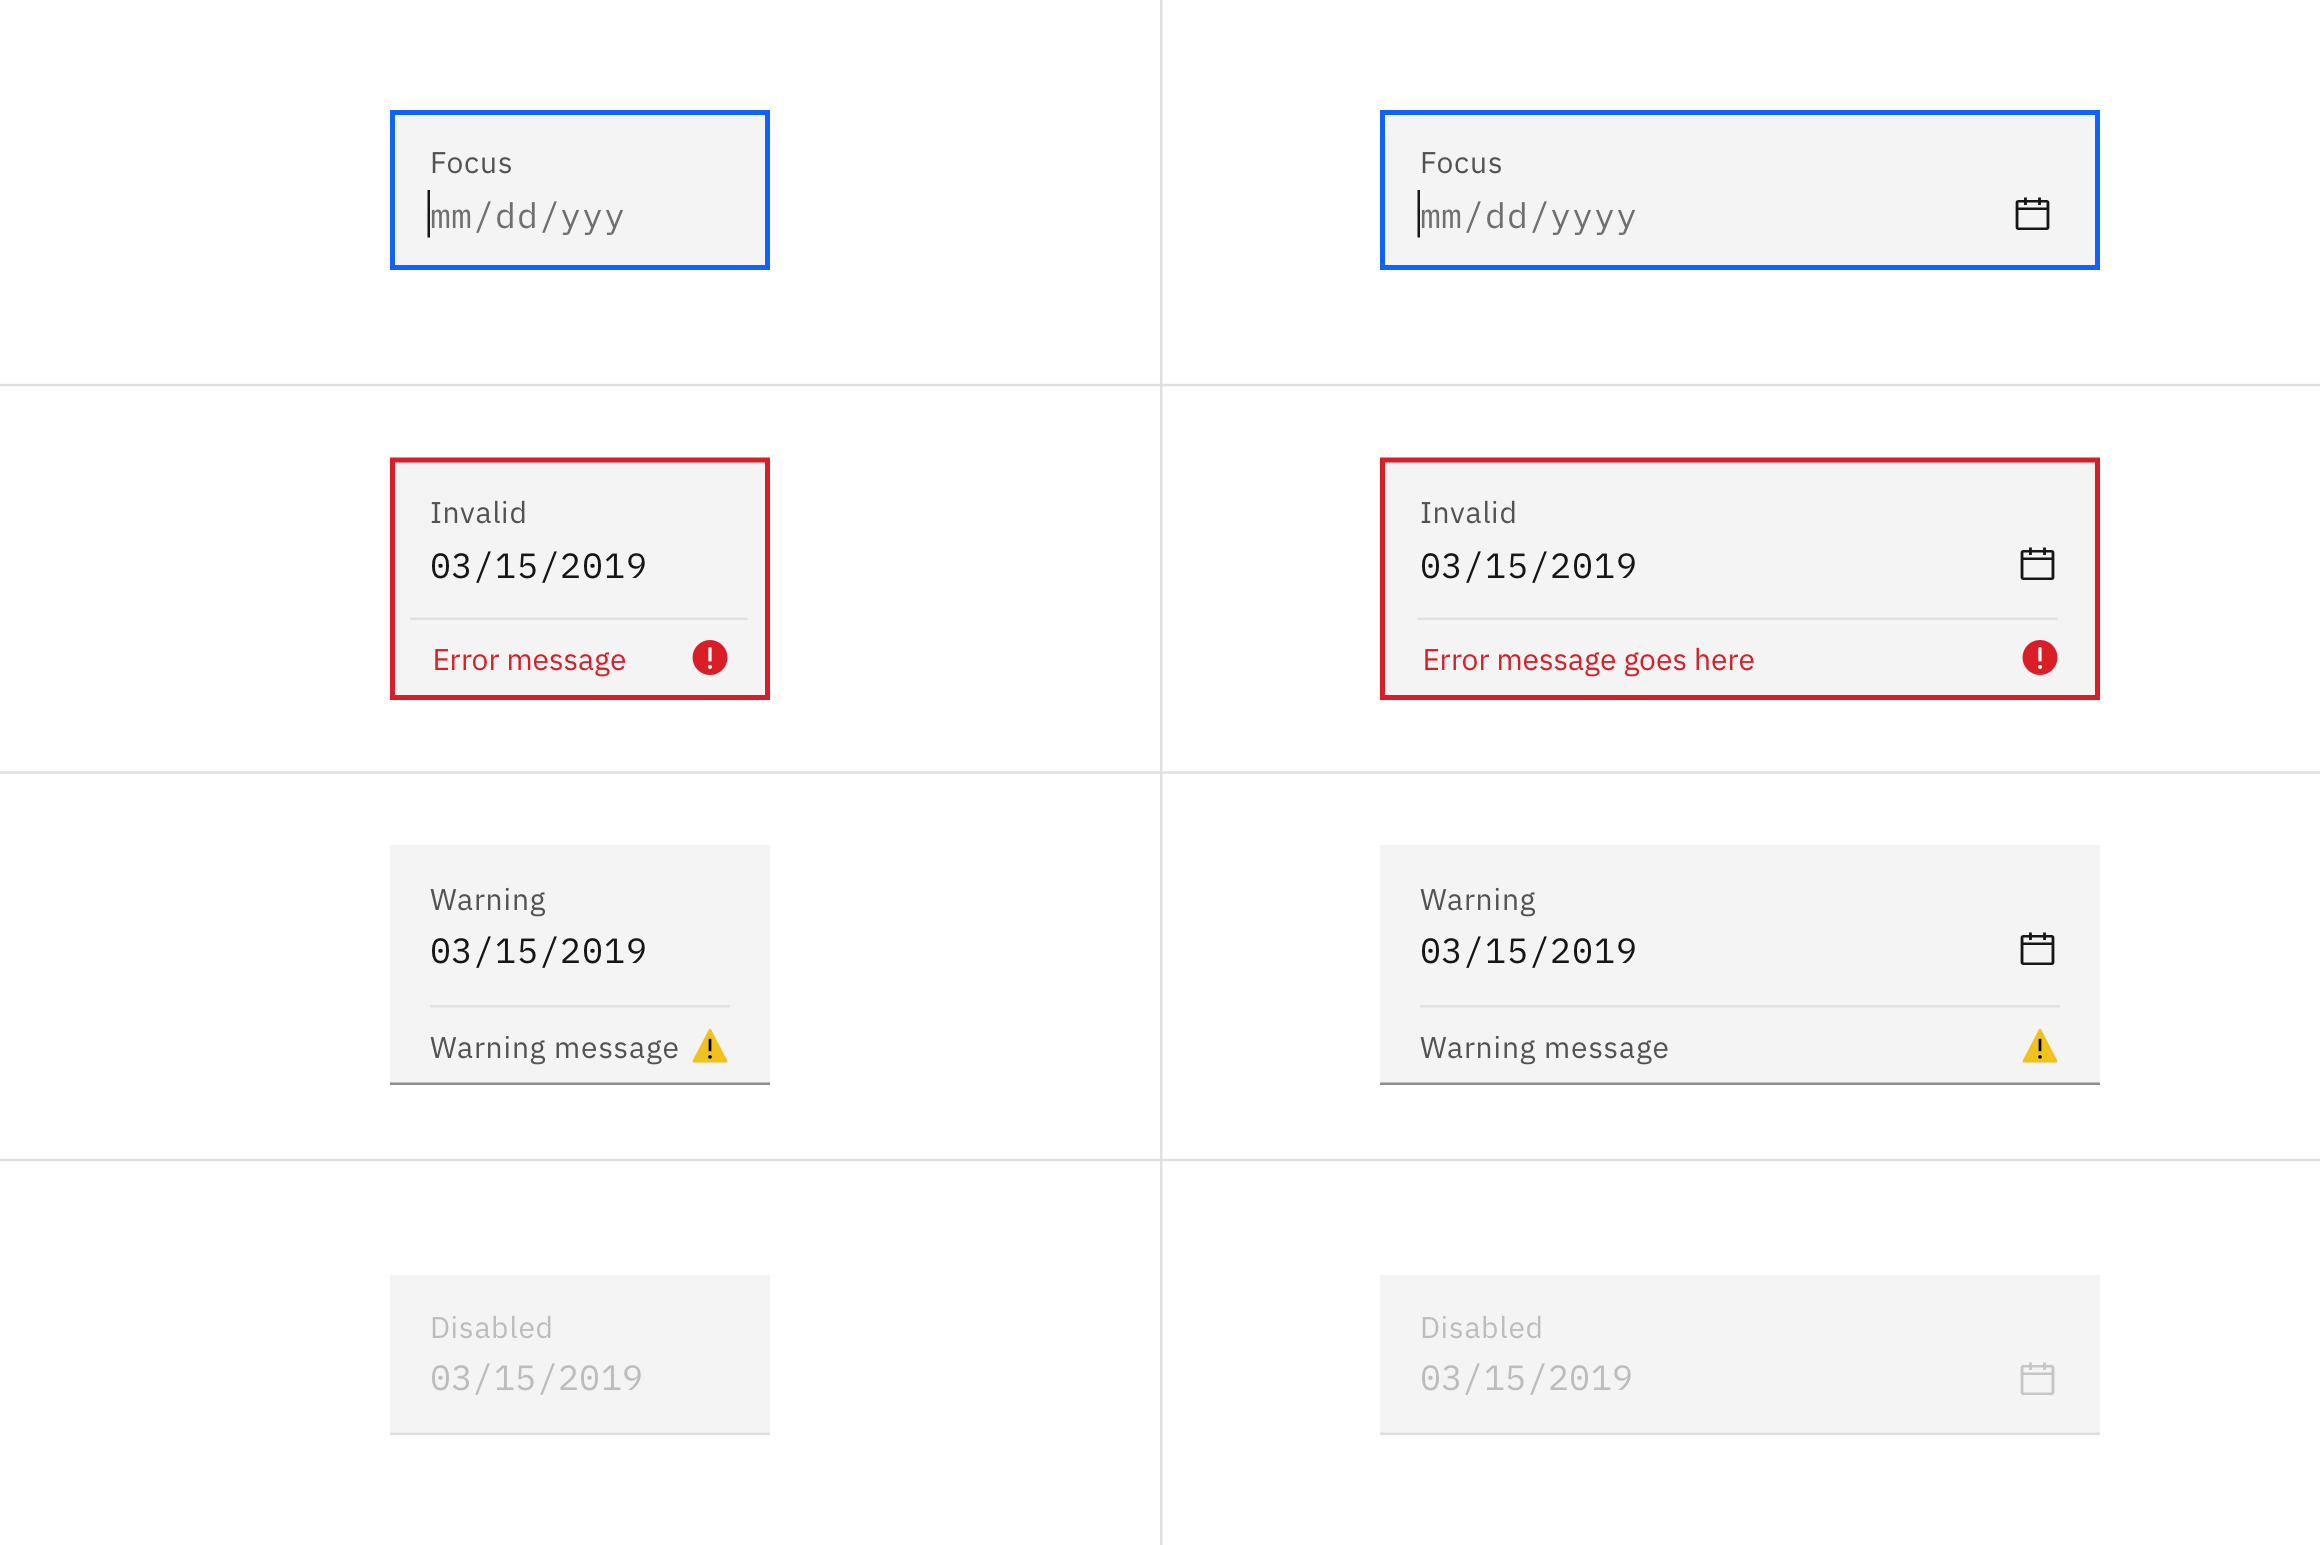 Focus
mm/dd/yyy
Focus
mm/dd/yyyy
Invalid
03/15/2019
Error message
Invalid
03/15/2019
Error message goes here
Warning
03/15/2019
Warning message
Warning
03/15/2019
Warning message
Disabled
03/15/2019
Disabled
03/15/2019